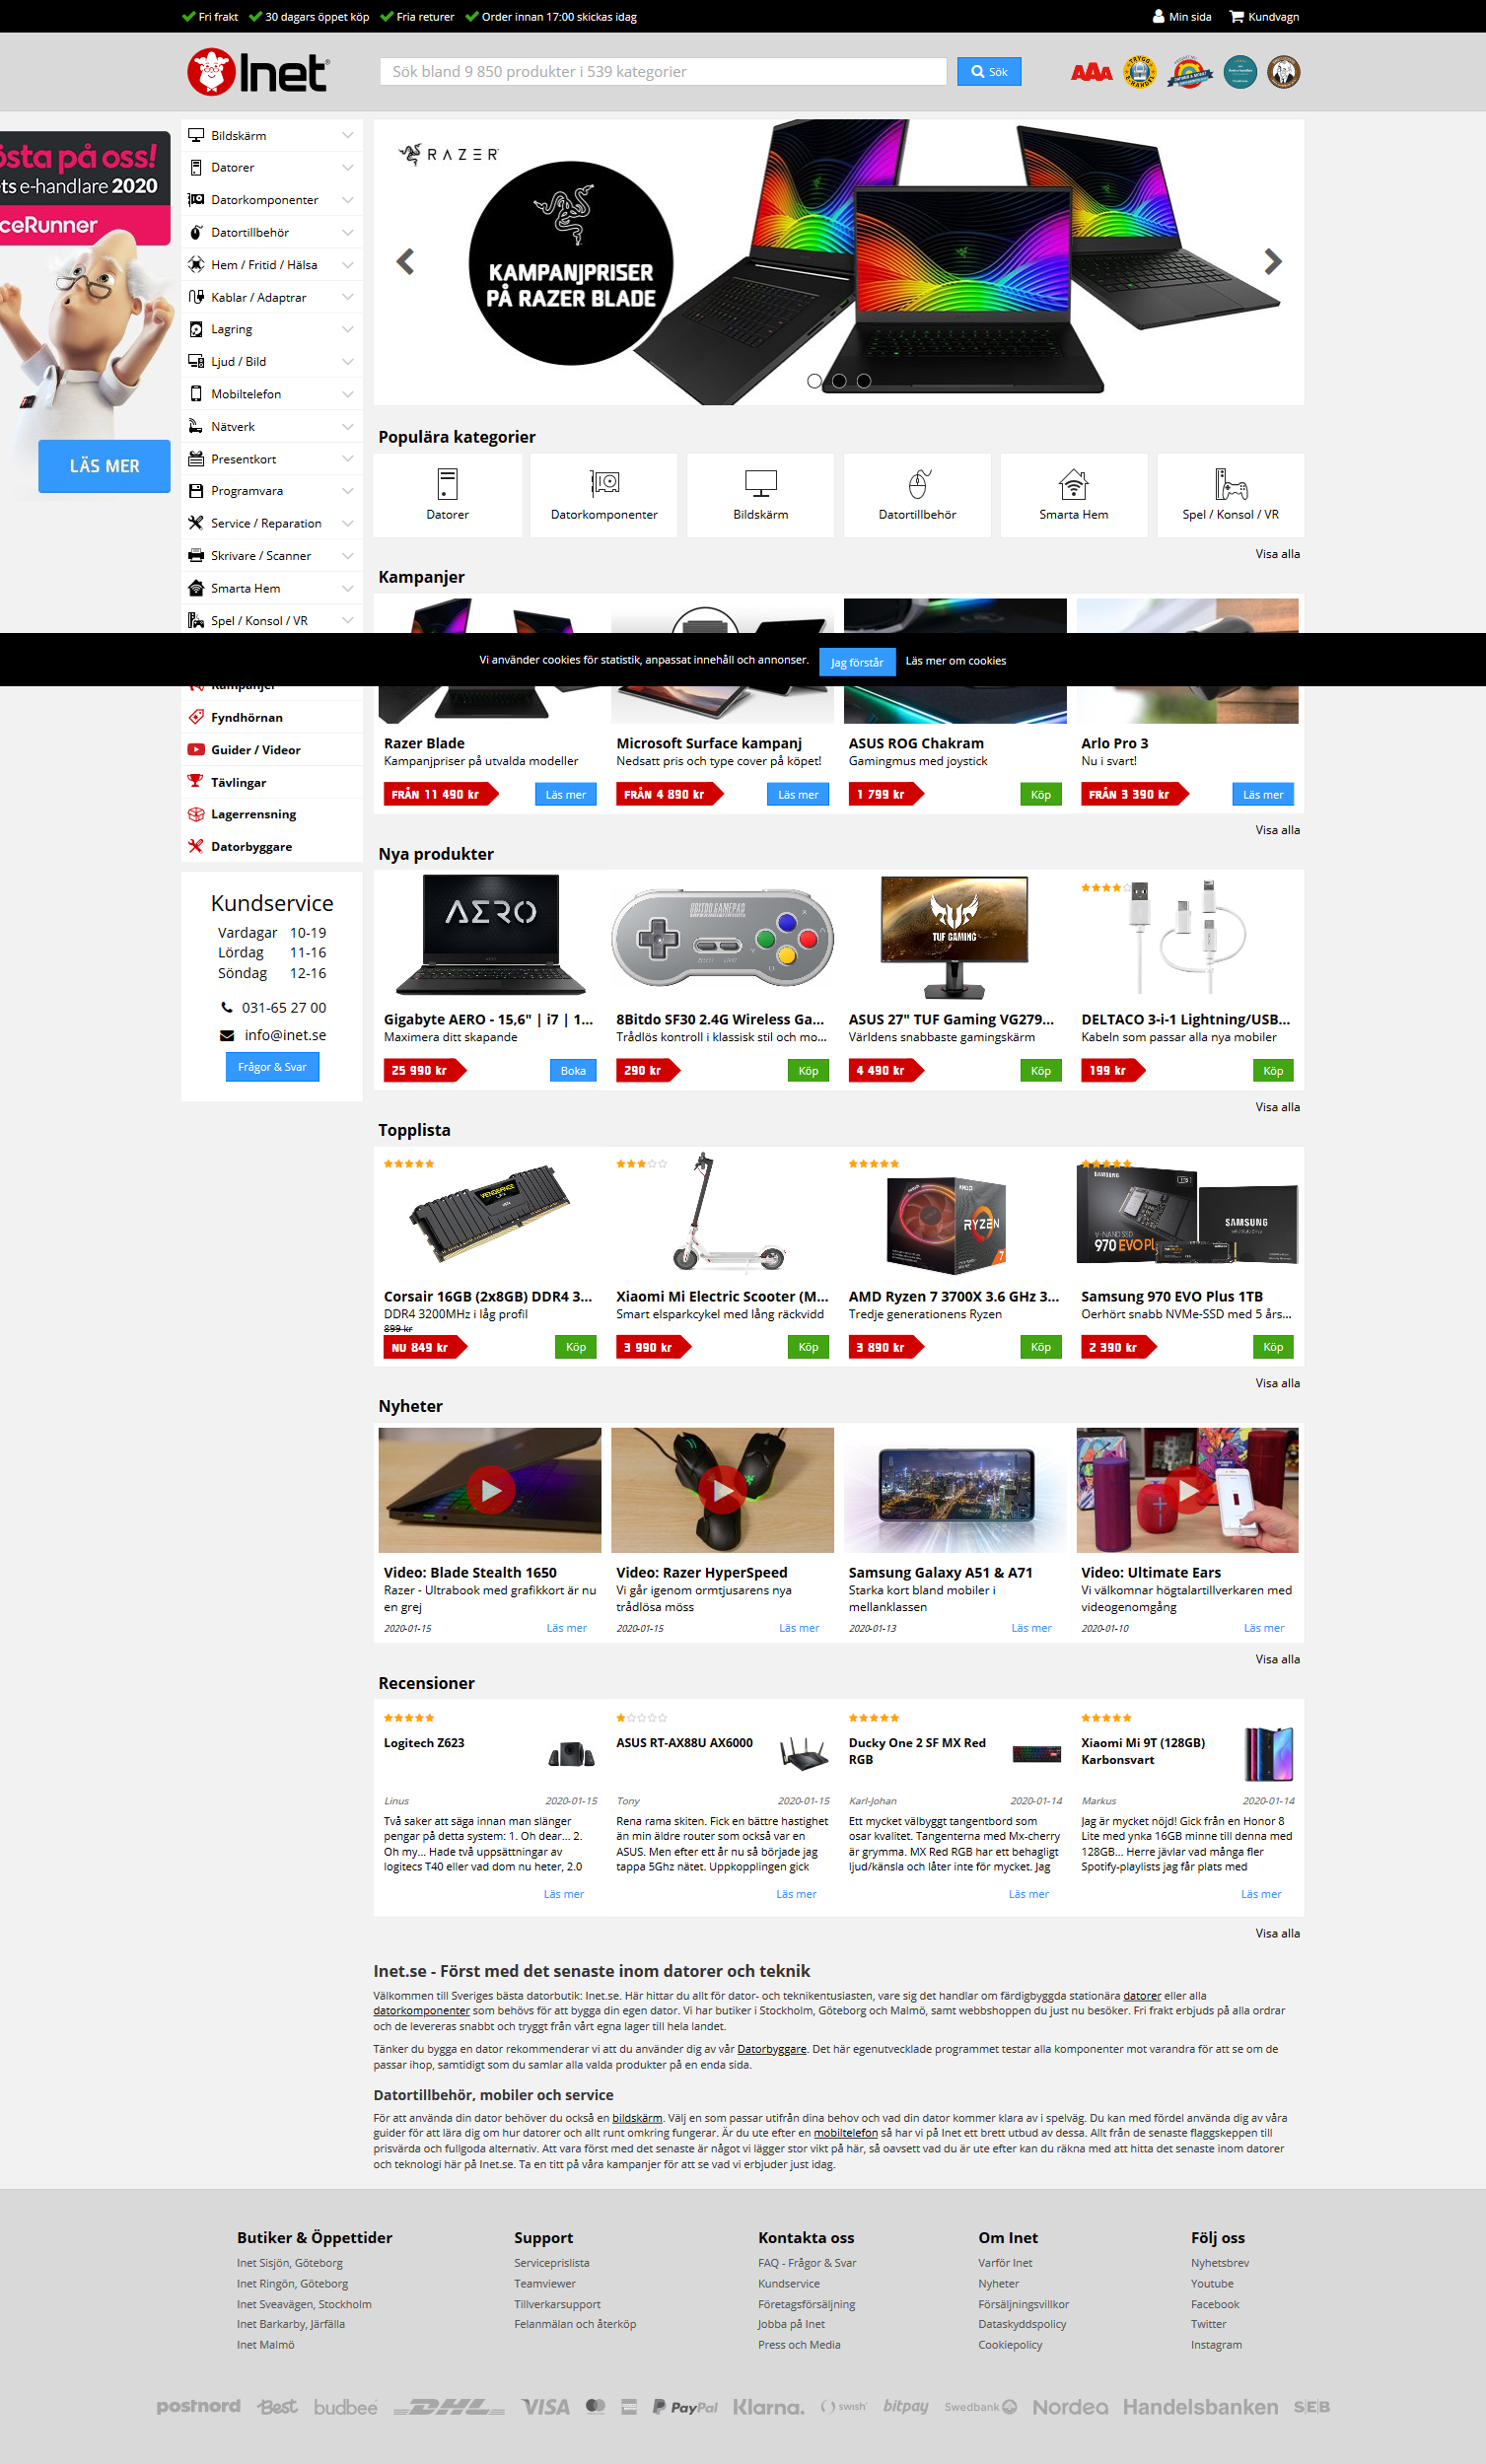 Fri frakt 30 dagars öppet köp Fria returer Order innan 17:00 skickas idag Min sida Kundvagn
Inet
Sök bland 9 850 produkter i 539 kategorier
Sök
AAA
östa på oss!
ets e-handlare 2020
ceRunner
LÄS MER
Bildskärm
Datorer
Datorkomponenter
Datortillbehör
Hem / Fritid / Hälsa
Kablar / Adaptrar
Lagring
Ljud / Bild
Mobiltelefon
Nätverk
Presentkort
Programvara
Service / Reparation
Skrivare / Scanner
Smarta Hem
Spel / Konsol / VR
Kampanjer
Fyndhörnan
Guider / Videor
Tävlingar
Lagerrensning
Datorbyggare
Kundservice
Vardagar 10-19
Lördag 11-16
Söndag 12-16
031-65 27 00
info@inet.se
Frågor & Svar
RAZER
KAMPANJPRISER
PÅ RAZER BLADE
Populära kategorier
Datorer
Datorkomponenter
Bildskärm
Datortillbehör
Smarta Hem
Spel / Konsol / VR
Visa alla
Kampanjer
Vi använder cookies för statistik, anpassat innehåll och annonser. Jag förstår Läs mer om cookies
Razer Blade
Kampanjpriser på utvalda modeller
FRÅN 11 490 kr
Läs mer
Microsoft Surface kampanj
Nedsatt pris och type cover på köpet!
FRÅN 4 890 kr
Läs mer
ASUS ROG Chakram
Gamingmus med joystick
1 799 kr
Köp
Arlo Pro 3
Nu i svart!
FRÅN 3 390 kr
Läs mer
Visa alla
Nya produkter
AERO
Gigabyte AERO - 15,6" | i7 | 1...
Maximera ditt skapande
25 990 kr
Boka
8BITDO GAMEPAD
8Bitdo SF30 2.4G Wireless Ga...
Trådlös kontroll i klassisk stil och mo...
290 kr
Köp
TUF GAMING
ASUS 27" TUF Gaming VG279...
Världens snabbaste gamingskärm
4 490 kr
Köp
DELTACO 3-i-1 Lightning/USB...
Kabeln som passar alla nya mobiler
199 kr
Köp
Visa alla
Topplista
VENGEANCE
Corsair 16GB (2x8GB) DDR4 3...
DDR4 3200MHz i låg profil
899 kr
NU 849 kr
Köp
Xiaomi Mi Electric Scooter (M...
Smart elsparkcykel med lång räckvidd
3 990 kr
Köp
RYZEN
7
AMD Ryzen 7 3700X 3.6 GHz 3...
Tredje generationens Ryzen
3 890 kr
Köp
SAMSUNG
V-NAND SSD
970 EVO Pl
SAMSUNG
Samsung 970 EVO Plus 1TB
Oerhört snabb NVMe-SSD med 5 års...
2 390 kr
Köp
Visa alla
Nyheter
Video: Blade Stealth 1650
Razer - Ultrabook med grafikkort är nu
en grej
2020-01-15
Läs mer
Video: Razer HyperSpeed
Vi går igenom ormtjusarens nya
trådlösa möss
2020-01-15
Läs mer
Samsung Galaxy A51 & A71
Starka kort bland mobiler i
mellanklassen
2020-01-13
Läs mer
Video: Ultimate Ears
Vi välkomnar högtalartillverkaren med
videogenomgång
2020-01-10
Läs mer
Visa alla
Recensioner
Logitech Z623
Linus 2020-01-15
Två saker att säga innan man slänger
pengar på detta system: 1. Oh dear... 2.
Oh my... Hade två uppsättningar av
logitecs T40 eller vad dom nu heter, 2.0
Läs mer
ASUS RT-AX88U AX6000
Tony 2020-01-15
Rena rama skiten. Fick en bättre hastighet
än min äldre router som också var en
ASUS. Men efter ett år nu så började jag
tappa 5Ghz nätet. Uppkopplingen gick
Läs mer
Ducky One 2 SF MX Red
RGB
Karl-Johan 2020-01-14
Ett mycket välbyggt tangentbord som
osar kvalitet. Tangenterna med Mx-cherry
är grymma. MX Red RGB har ett behagligt
ljud/känsla och låter inte för mycket. Jag
Läs mer
Xiaomi Mi 9T (128GB)
Karbonsvart
Markus 2020-01-14
Jag är mycket nöjd! Gick från en Honor 8
Lite med ynka 16GB minne till denna med
128GB... Herre jävlar vad många fler
Spotify-playlists jag får plats med
Läs mer
Visa alla
Inet.se - Först med det senaste inom datorer och teknik
Välkommen till Sveriges bästa datorbutik: Inet.se. Här hittar du allt för dator- och teknikentusiasten, vare sig det handlar om färdigbyggda stationära datorer eller alla
datorkomponenter som behövs för att bygga din egen dator. Vi har butiker i Stockholm, Göteborg och Malmö, samt webbshoppen du just nu besöker. Fri frakt erbjuds på alla ordrar
och de levereras snabbt och tryggt från vårt egna lager till hela landet.
Tänker du bygga en dator rekommenderar vi att du använder dig av vår Datorbyggare. Det här egenutvecklade programmet testar alla komponenter mot varandra för att se om de
passar ihop, samtidigt som du samlar alla valda produkter på en enda sida.
Datortillbehör, mobiler och service
För att använda din dator behöver du också en bildskärm. Välj en som passar utifrån dina behov och vad din dator kommer klara av i spelväg. Du kan med fördel använda dig av våra
guider för att lära dig om hur datorer och allt runt omkring fungerar. Är du ute efter en mobiltelefon så har vi på Inet ett brett utbud av dessa. Allt från de senaste flaggskeppen till
prisvärda och fullgoda alternativ. Att vara först med det senaste är något vi lägger stor vikt på här, så oavsett vad du är ute efter kan du räkna med att hitta det senaste inom datorer
och teknologi här på Inet.se. Ta en titt på våra kampanjer för att se vad vi erbjuder just idag.
Butiker & Öppettider
Inet Sisjön, Göteborg
Inet Ringön, Göteborg
Inet Sveavägen, Stockholm
Inet Barkarby, Järfälla
Inet Malmö
Support
Serviceprislista
Teamviewer
Tillverkarsupport
Felanmälan och återköp
Kontakta oss
FAQ - Frågor & Svar
Kundservice
Företagsförsäljning
Jobba på Inet
Press och Media
Om Inet
Varför Inet
Nyheter
Försäljningsvillkor
Dataskyddspolicy
Cookiepolicy
Följ oss
Nyhetsbrev
Youtube
Facebook
Twitter
Instagram
postnord Best budbee DHL VISA PayPal Klarna. swish bitpay Swedbank Nordea Handelsbanken SEB